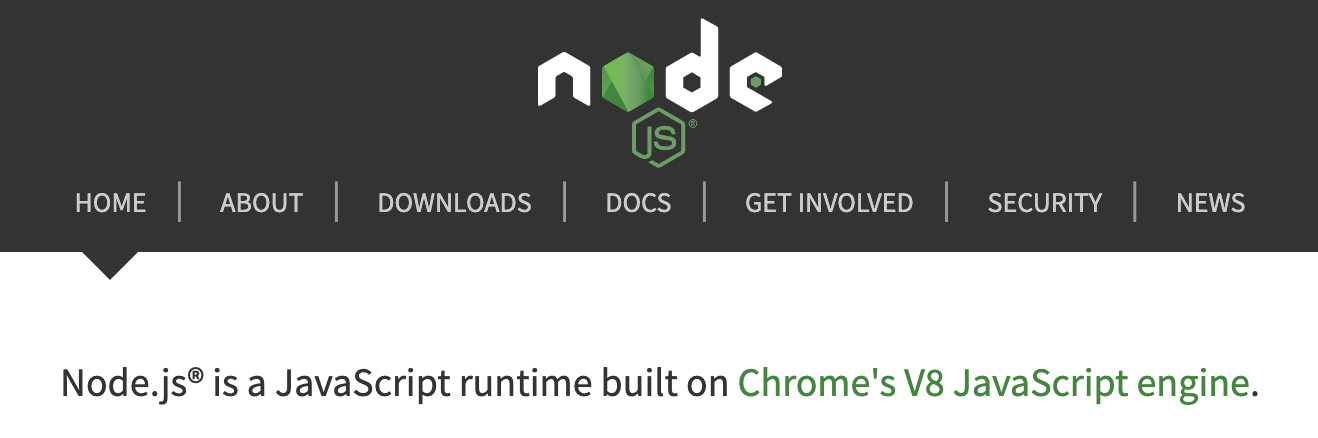 node
JS®
HOME | ABOUT | DOWNLOADS | DOCS | GET INVOLVED | SECURITY | NEWS
Node.js® is a JavaScript runtime built on Chrome's V8 JavaScript engine.